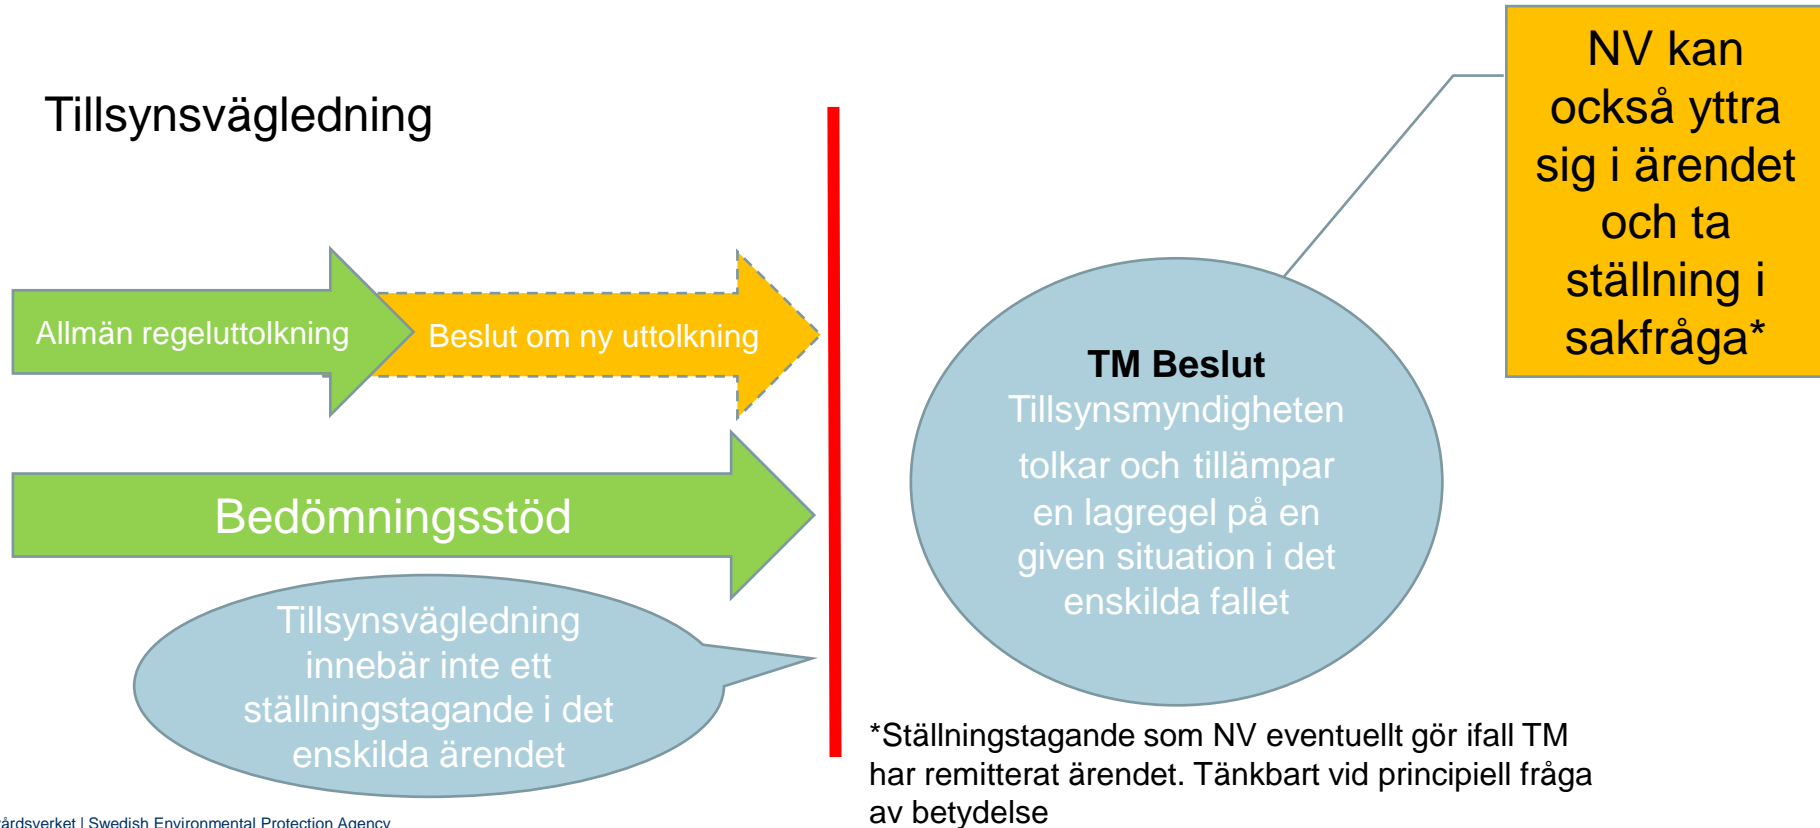 Tillsynsvägledning
Allmän regeluttolkning
Beslut om ny uttolkning
Bedömningsstöd
Tillsynsvägledning
innebär inte ett
ställningstagande i det
enskilda ärendet
TM Beslut
Tillsynsmyndigheten
tolkar och tillämpar
en lagregel på en
given situation i det
enskilda fallet
NV kan
också yttra
sig i ärendet
och ta
ställning i
sakfråga*
*Ställningstagande som NV eventuellt gör ifall TM
har remitterat ärendet. Tänkbart vid principiell fråga
av betydelse
årdsverket | Swedish Environmental Protection Agency